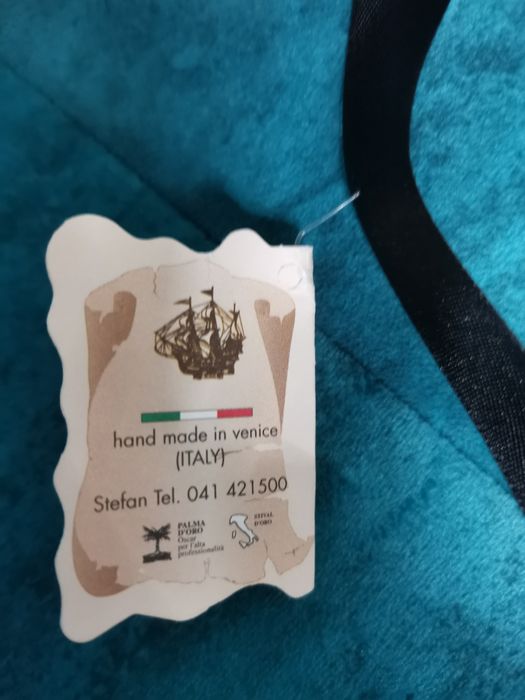 hand made in venice
(ITALY)
Stefan Tel. 041 421500
PALMA
D'ORO
Oscar
per l'alta
professionalità
STIVAL
D'ORO